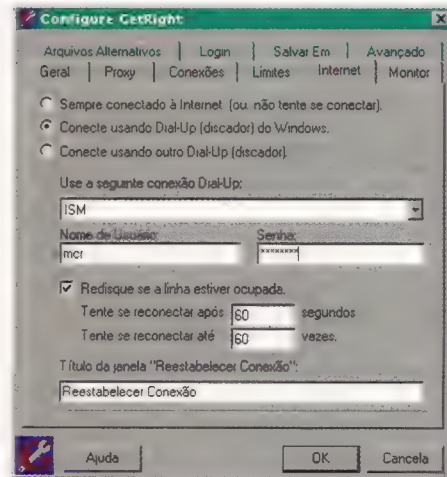 Configure GetRight
Arquivos Alternativos | Login | Salvar Em | Avançado
Geral | Proxy | Conexões | Limites | Internet | Monitor
Sempre conectado à Internet (ou, não tente se conectar).
Conecte usando Dial-Up (discador) do Windows.
Conecte usando outro Dial-Up (discador).
Use a seguinte conexão Dial-Up:
ISM
Nome de Usuário: Senha:
mcr ********
Redisque se a linha estiver ocupada.
Tente se reconectar após 60 segundos
Tente se reconectar até 60 vezes.
Título da janela "Reestabelecer Conexão":
Reestabelecer Conexão
Ajuda OK Cancela